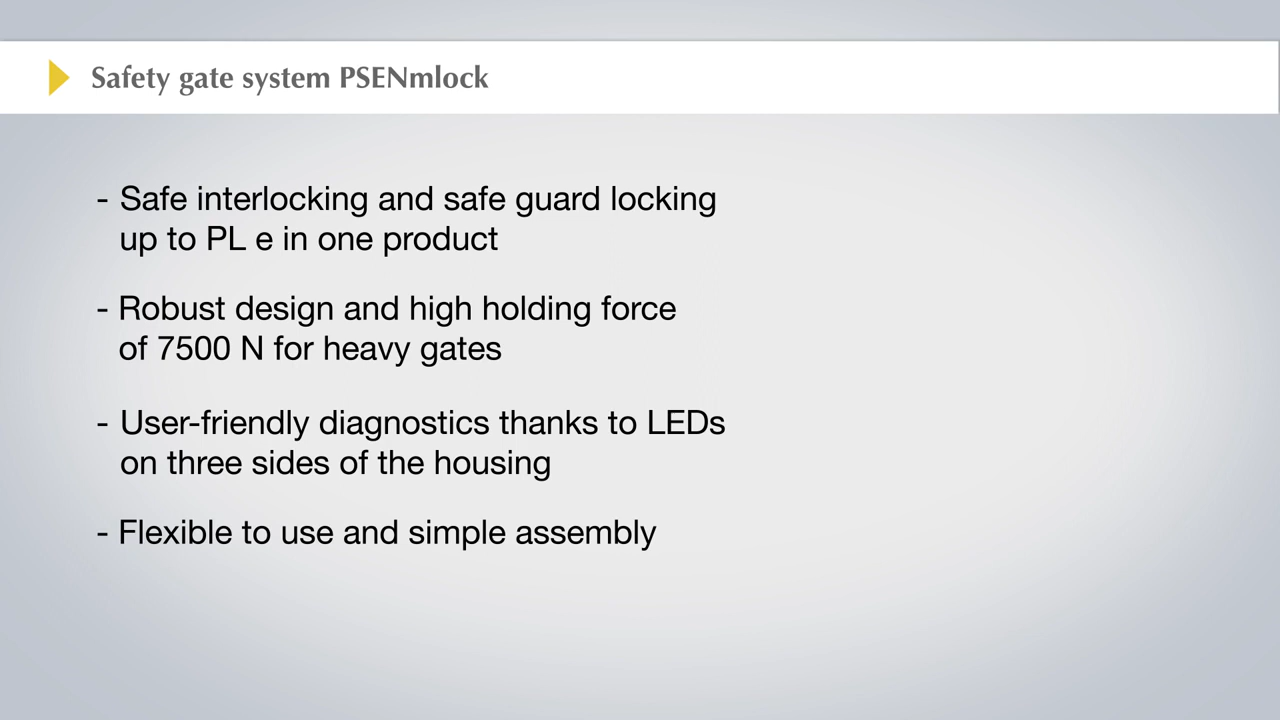 Safety gate system PSENmlock
- Safe interlocking and safe guard locking
up to PL e in one product
- Robust design and high holding force
of 7500 N for heavy gates
- User-friendly diagnostics thanks to LEDs
on three sides of the housing
- Flexible to use and simple assembly